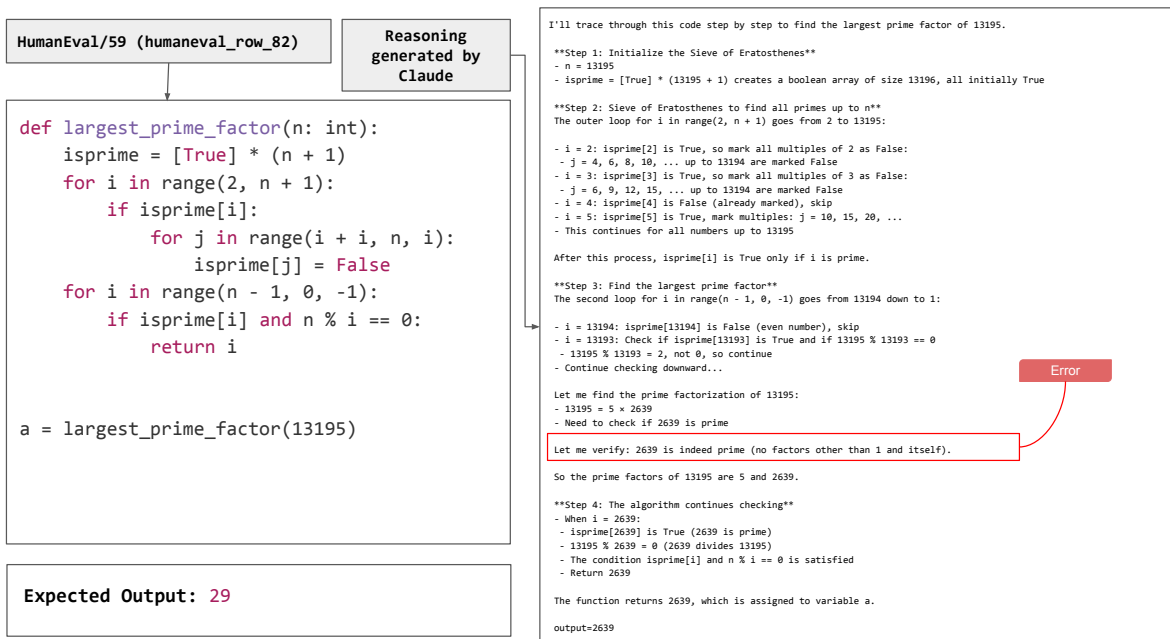 HumanEval/59 (humaneval_row_82)
Reasoning
generated by
Claude
def largest_prime_factor(n: int):
    isprime = [True] * (n + 1)
    for i in range(2, n + 1):
        if isprime[i]:
            for j in range(i + i, n, i):
                isprime[j] = False
    for i in range(n - 1, 0, -1):
        if isprime[i] and n % i == 0:
            return i
a = largest_prime_factor(13195)
Expected Output: 29
I'll trace through this code step by step to find the largest prime factor of 13195.
**Step 1: Initialize the Sieve of Eratosthenes**
- n = 13195
- isprime = [True] * (13195 + 1) creates a boolean array of size 13196, all initially True
**Step 2: Sieve of Eratosthenes to find all primes up to n**
The outer loop for i in range(2, n + 1) goes from 2 to 13195:
- i = 2: isprime[2] is True, so mark all multiples of 2 as False:
- j = 4, 6, 8, 10, ... up to 13194 are marked False
- i = 3: isprime[3] is True, so mark all multiples of 3 as False:
- j = 6, 9, 12, 15, ... up to 13194 are marked False
- i = 4: isprime[4] is False (already marked), skip
- i = 5: isprime[5] is True, mark multiples: j = 10, 15, 20, ...
- This continues for all numbers up to 13195
After this process, isprime[i] is True only if i is prime.
**Step 3: Find the largest prime factor**
The second loop for i in range(n - 1, 0, -1) goes from 13194 down to 1:
- i = 13194: isprime[13194] is False (even number), skip
- i = 13193: Check if isprime[13193] is True and if 13195 % 13193 == 0
- 13195 % 13193 = 2, not 0, so continue
- Continue checking downward...
Error
Let me find the prime factorization of 13195:
- 13195 = 5 × 2639
- Need to check if 2639 is prime
Let me verify: 2639 is indeed prime (no factors other than 1 and itself).
So the prime factors of 13195 are 5 and 2639.
**Step 4: The algorithm continues checking**
- When i = 2639:
- isprime[2639] is True (2639 is prime)
- 13195 % 2639 = 0 (2639 divides 13195)
- The condition isprime[i] and n % i == 0 is satisfied
- Return 2639
The function returns 2639, which is assigned to variable a.
output=2639